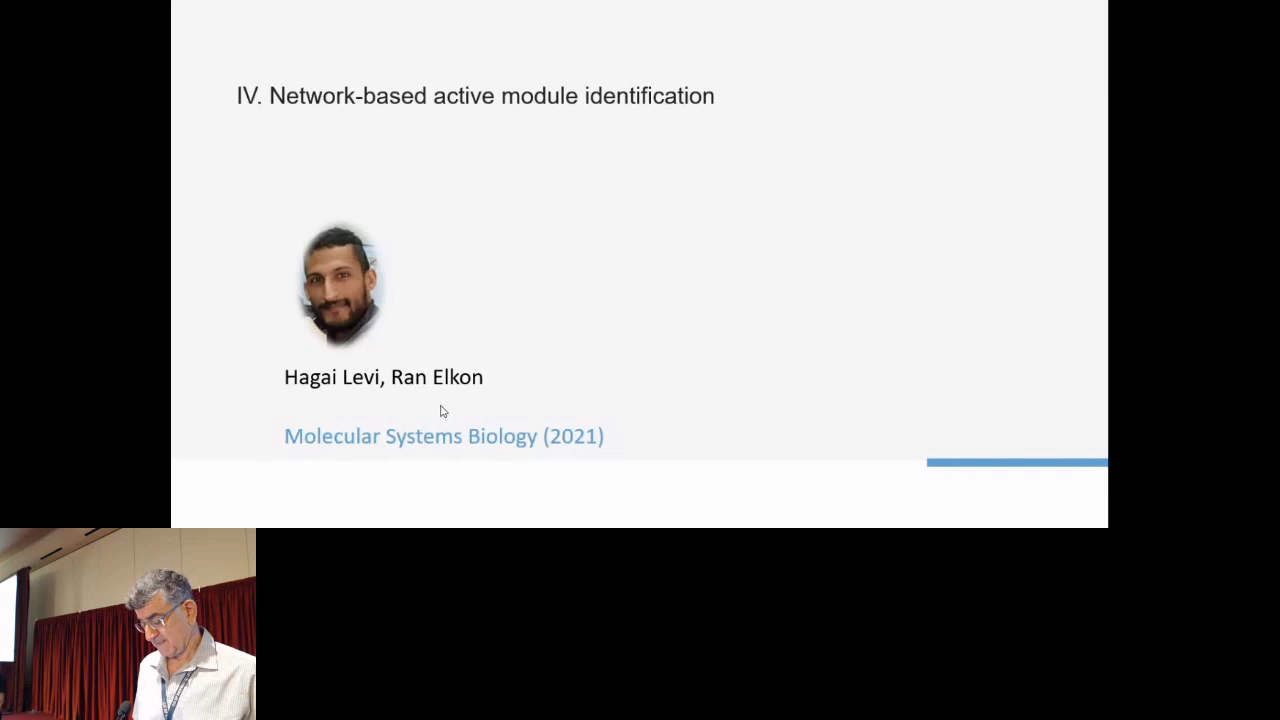 IV. Network-based active module identification
Hagai Levi, Ran Elkon
Molecular Systems Biology (2021)